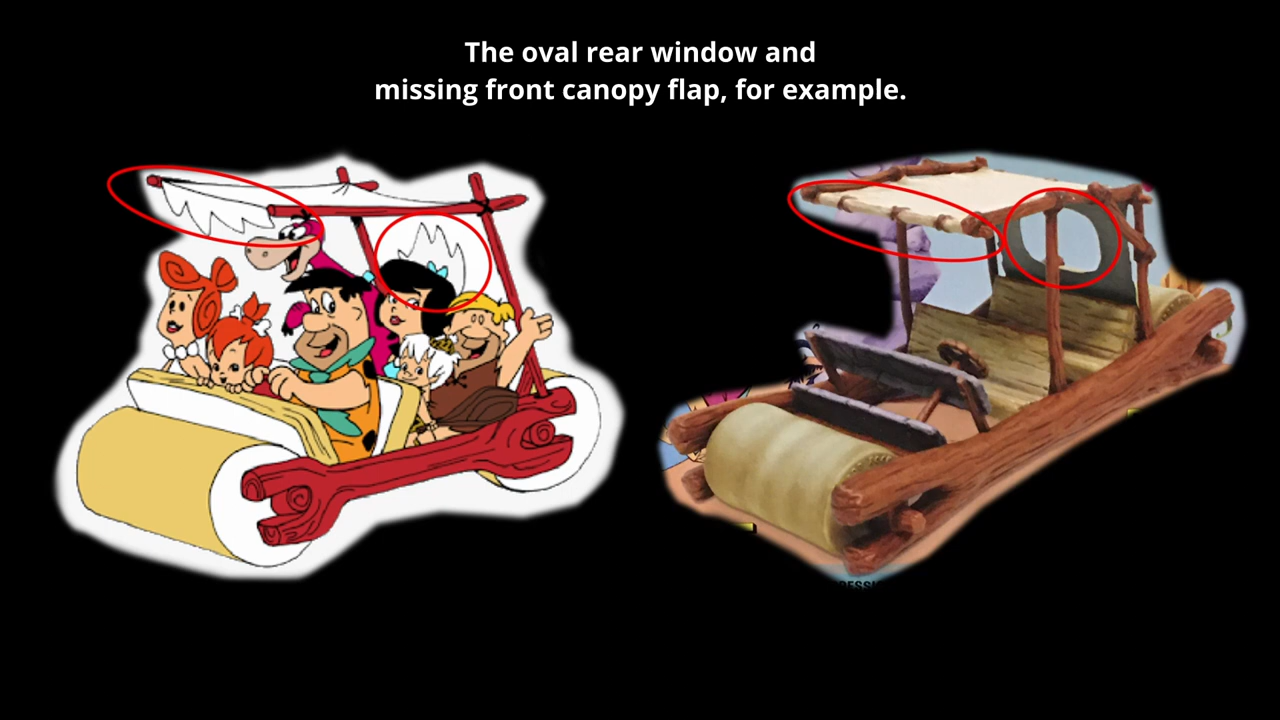 The oval rear window and
missing front canopy flap, for example.